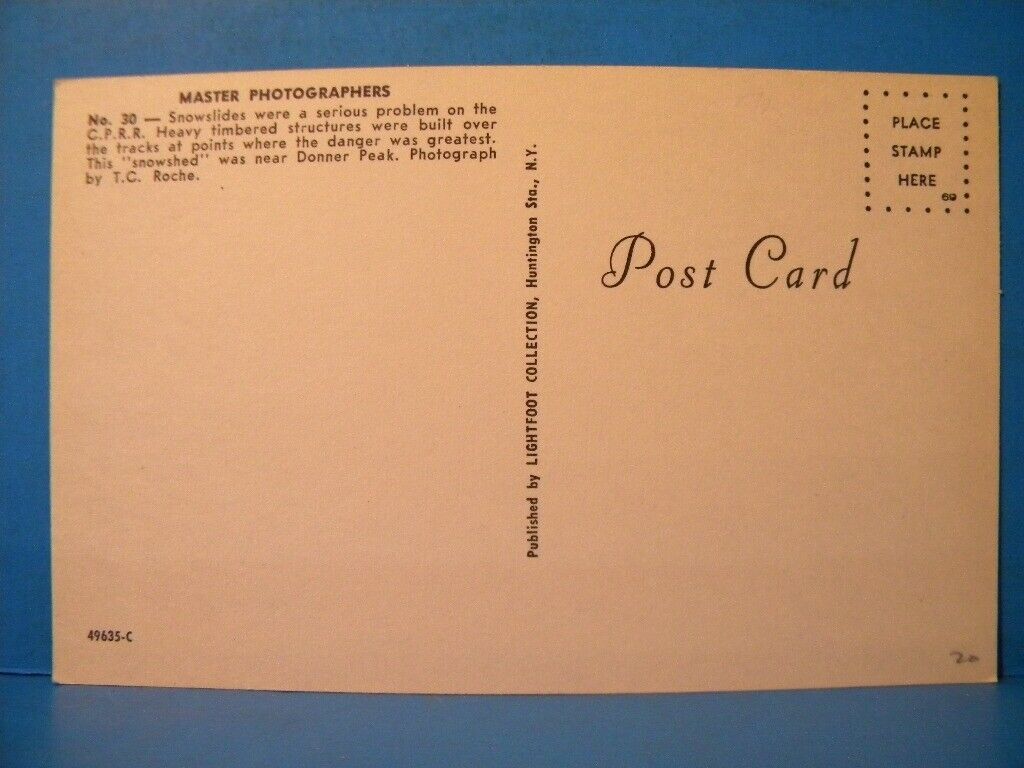 MASTER PHOTOGRAPHERS
No. 30 — Snowslides were a serious problem on the
C.P.R.R. Heavy timbered structures were built over
the tracks at points where the danger was greatest.
This "snowshed" was near Donner Peak. Photograph
by T.C. Roche.
49635-C
Published by LIGHTFOOT COLLECTION, Huntington Sta., N.Y.
PLACE
STAMP
HERE
69
Post Card
20